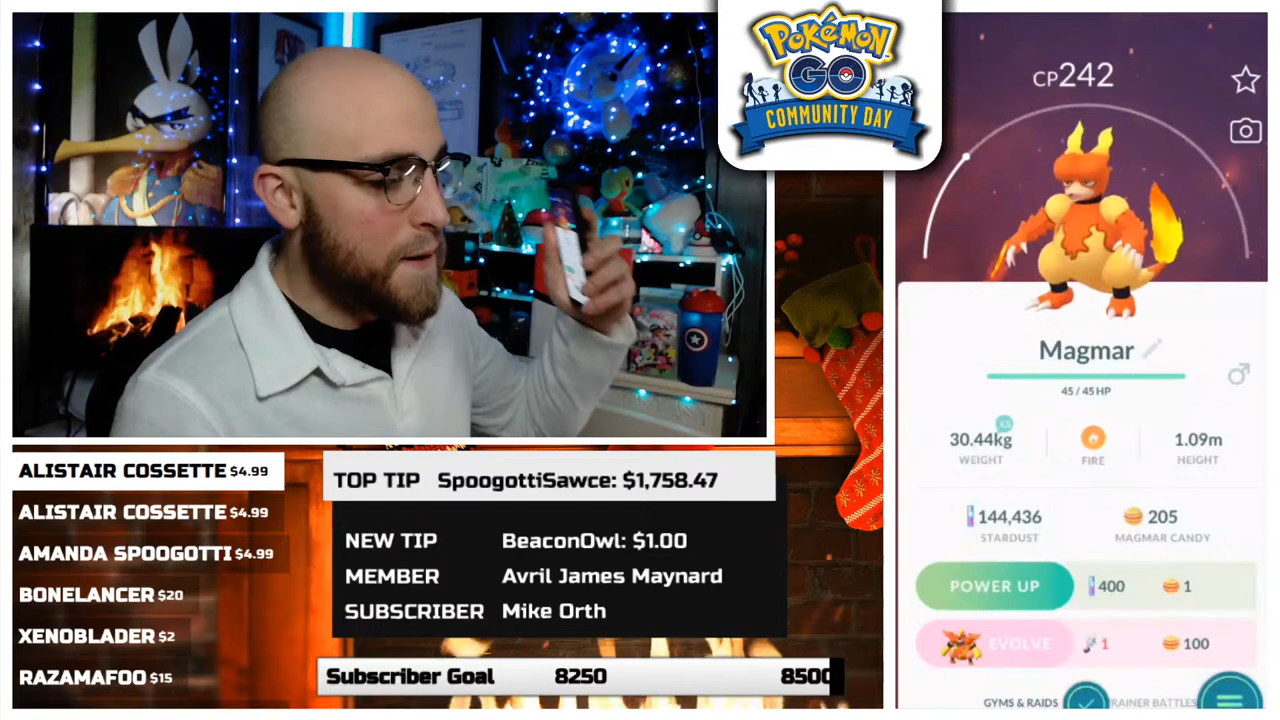 POKÉMON
GO
COMMUNITY DAY
CP242
Magmar
45 / 45 HP
XS
30.44kg
WEIGHT
FIRE
1.09m
HEIGHT
144,436
STARDUST
205
MAGMAR CANDY
POWER UP 400 1
EVOLVE 1 100
GYMS & RAIDS
TRAINER BATTLES
ALISTAIR COSSETTE $4.99
ALISTAIR COSSETTE $4.99
AMANDA SPOOGOTTI $4.99
BONELANCER $20
XENOBLADER $2
RAZAMAFOO $15
TOP TIP SpoogottiSawce: $1,758.47
NEW TIP BeaconOwl: $1.00
MEMBER Avril James Maynard
SUBSCRIBER Mike Orth
Subscriber Goal 8250 8500